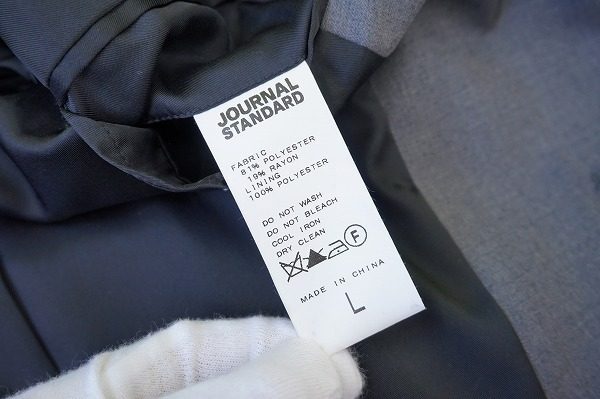 JOURNAL
STANDARD
FABRIC
81% POLYESTER
19% RAYON
LINING
100% POLYESTER
DO NOT WASH
DO NOT BLEACH
COOL IRON
DRY CLEAN
F
MADE IN CHINA
L